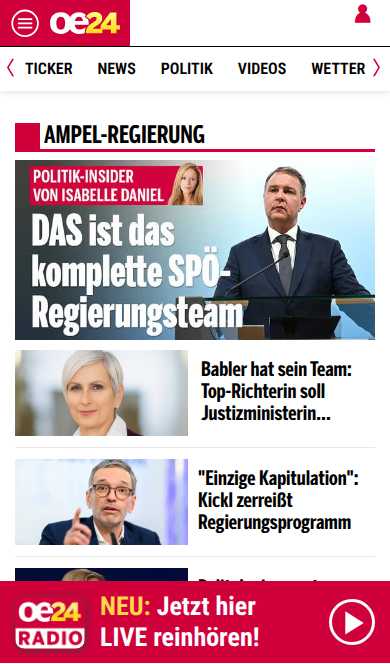 oe24
TICKER NEWS POLITIK VIDEOS WETTER
AMPEL-REGIERUNG
POLITIK-INSIDER
VON ISABELLE DANIEL
DAS ist das
komplette SPÖ-
Regierungsteam
Babler hat sein Team:
Top-Richterin soll
Justizministerin...
"Einzige Kapitulation":
Kickl zerreißt
Regierungsprogramm
oe24
RADIO
NEU: Jetzt hier
LIVE reinhören!